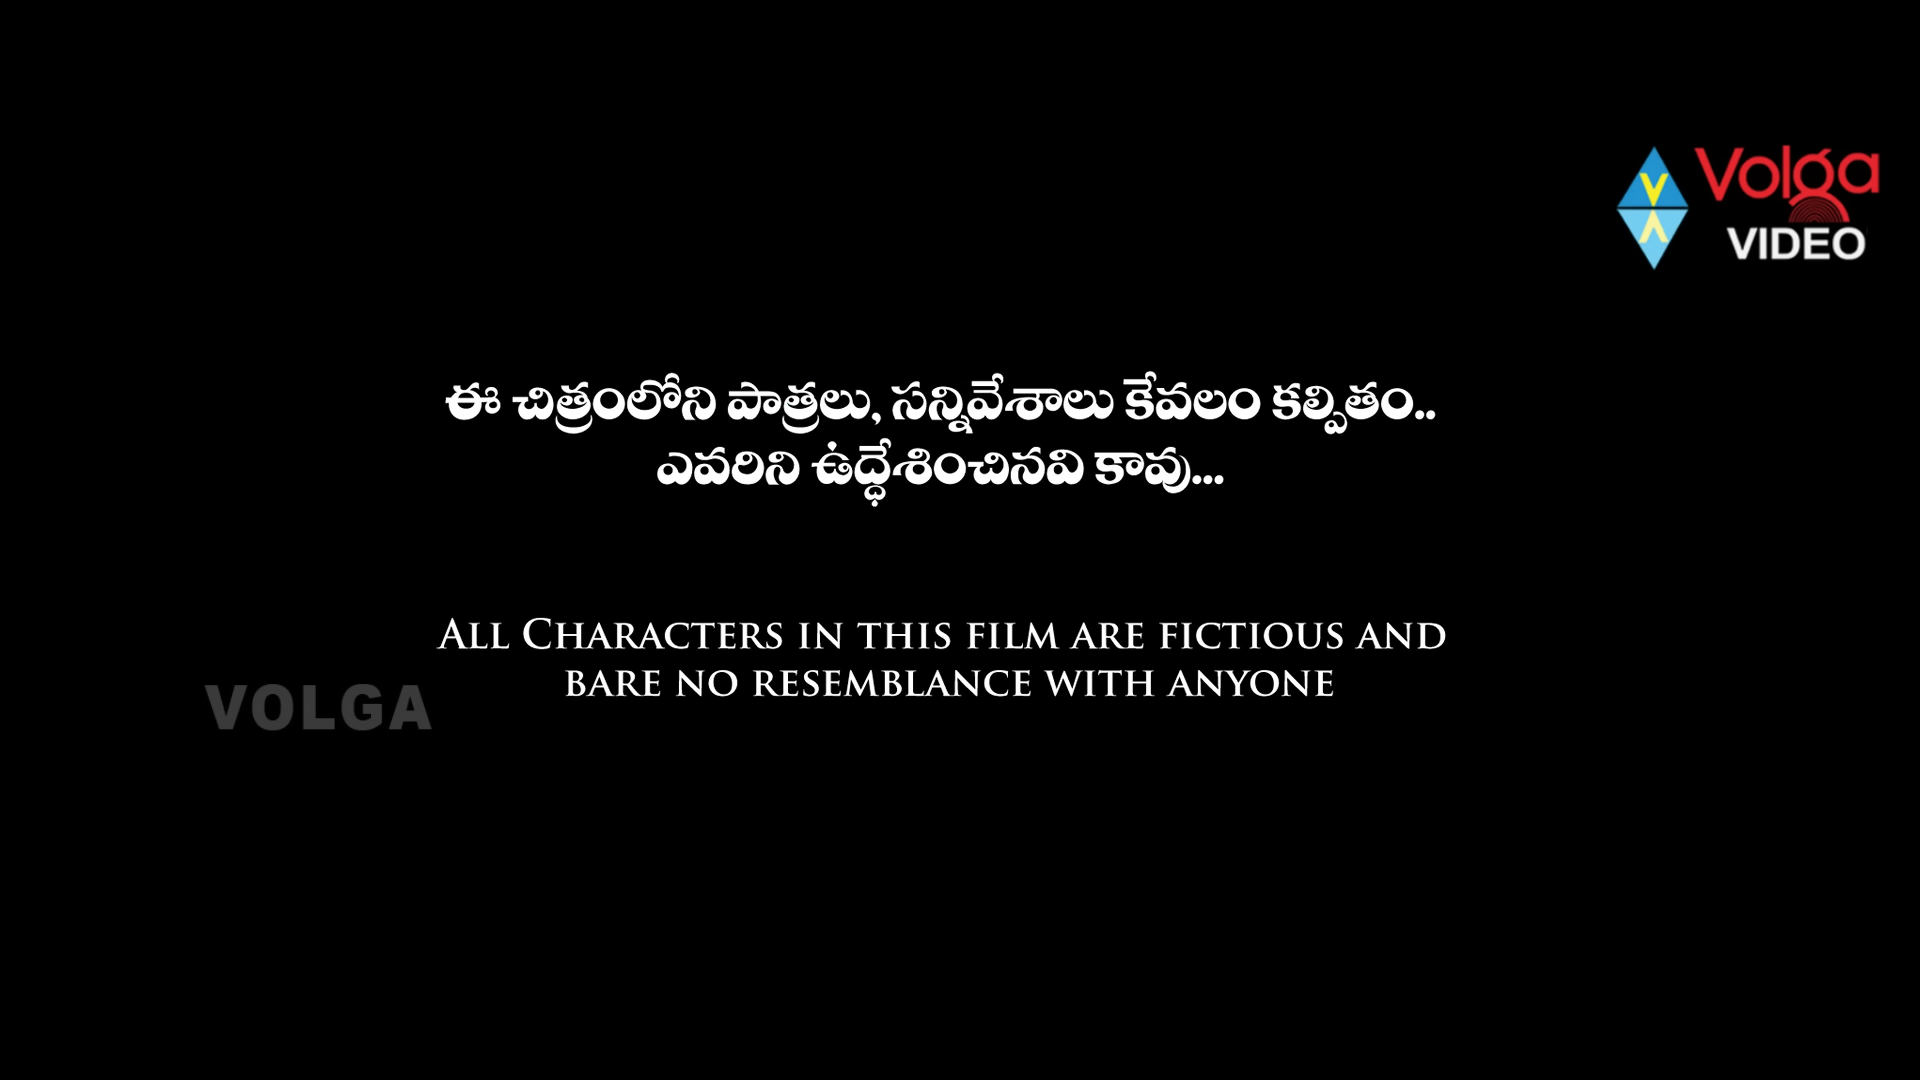 Volga
VIDEO
ఈ చిత్రంలోని పాత్రలు, సన్నివేశాలు కేవలం కల్పితం..
ఎవరిని ఉద్ధేశించినవి కావు...
ALL CHARACTERS IN THIS FILM ARE FICTIOUS AND
BARE NO RESEMBLANCE WITH ANYONE
VOLGA